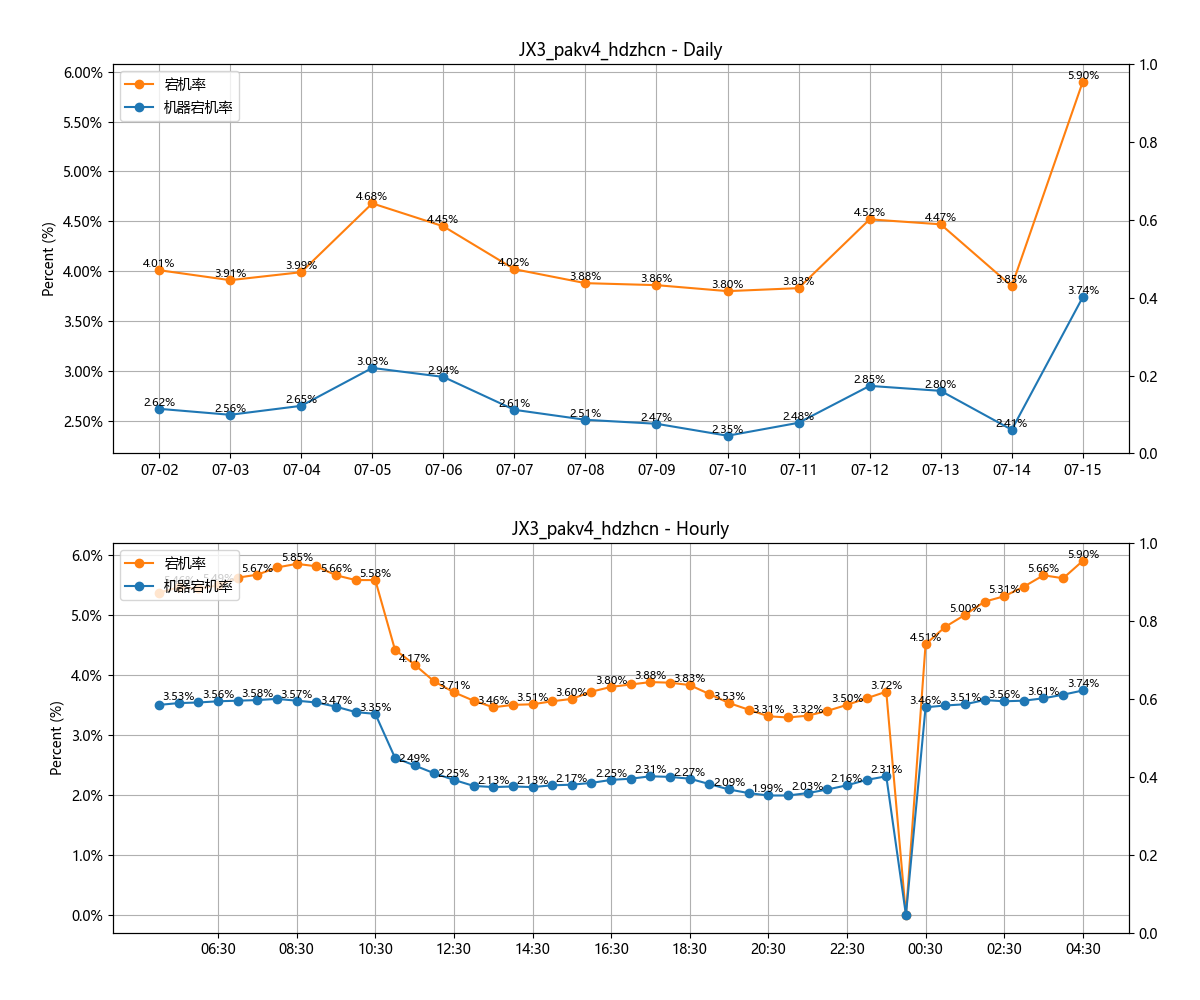 JX3_pakv4_hdzhcn - Daily
宕机率
机器宕机率
Percent (%)
6.00%
5.50%
5.00%
4.50%
4.00%
3.50%
3.00%
2.50%
1.0
0.8
0.6
0.4
0.2
0.0
4.01% 3.91% 3.99% 4.68% 4.45% 4.02% 3.88% 3.86% 3.80% 3.83% 4.52% 4.47% 3.85% 5.90%
2.62% 2.56% 2.65% 3.03% 2.94% 2.61% 2.51% 2.47% 2.35% 2.48% 2.85% 2.80% 2.41% 3.74%
07-02 07-03 07-04 07-05 07-06 07-07 07-08 07-09 07-10 07-11 07-12 07-13 07-14 07-15
JX3_pakv4_hdzhcn - Hourly
宕机率
机器宕机率
Percent (%)
6.0%
5.0%
4.0%
3.0%
2.0%
1.0%
0.0%
1.0
0.8
0.6
0.4
0.2
0.0
5.67% 5.85% 5.66% 5.58% 4.17% 3.71% 3.46% 3.51% 3.60% 3.80% 3.88% 3.83% 3.53% 3.31% 3.32% 3.50% 3.72% 4.51% 5.00% 5.31% 5.66% 5.90%
3.53% 3.56% 3.58% 3.57% 3.47% 3.35% 2.49% 2.25% 2.13% 2.13% 2.17% 2.25% 2.31% 2.27% 2.09% 1.99% 2.03% 2.16% 2.31% 3.46% 3.51% 3.56% 3.61% 3.74%
06:30 08:30 10:30 12:30 14:30 16:30 18:30 20:30 22:30 00:30 02:30 04:30